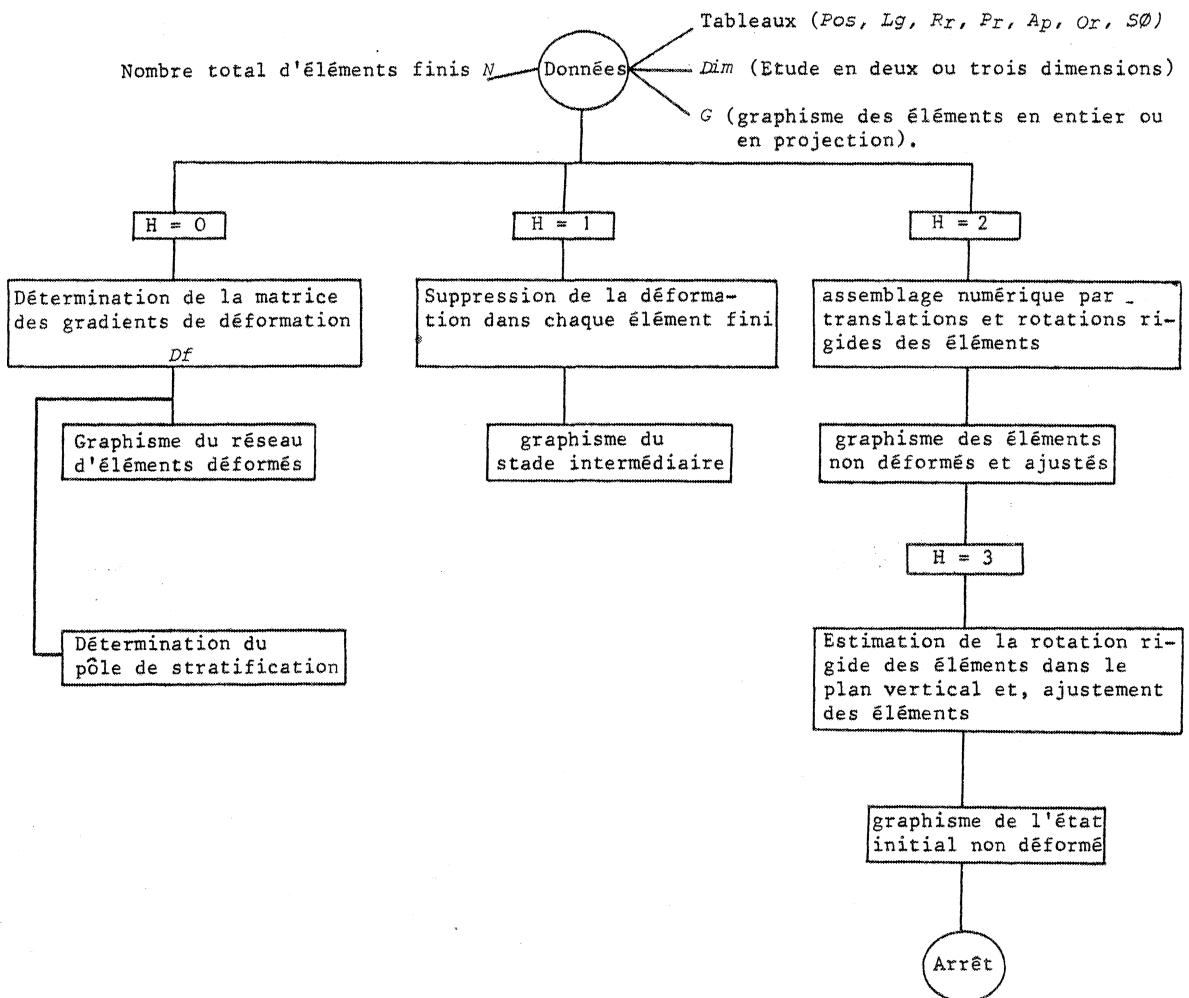 Tableaux (Pos, Lg, Rr, Pr, Ap, Or, SØ)
Nombre total d'éléments finis N
Données
Dim (Etude en deux ou trois dimensions)
G (graphisme des éléments en entier ou
en projection).
H = 0
H = 1
H = 2
Détermination de la matrice
des gradients de déformation
Df
Suppression de la déforma-
tion dans chaque élément fini
assemblage numérique par
translations et rotations ri-
gides des éléments
Graphisme du réseau
d'éléments déformés
graphisme du
stade intermédiaire
graphisme des éléments
non déformés et ajustés
H = 3
Détermination du
pôle de stratification
Estimation de la rotation ri-
gide des éléments dans le
plan vertical et, ajustement
des éléments
graphisme de l'état
initial non déformé
Arrêt